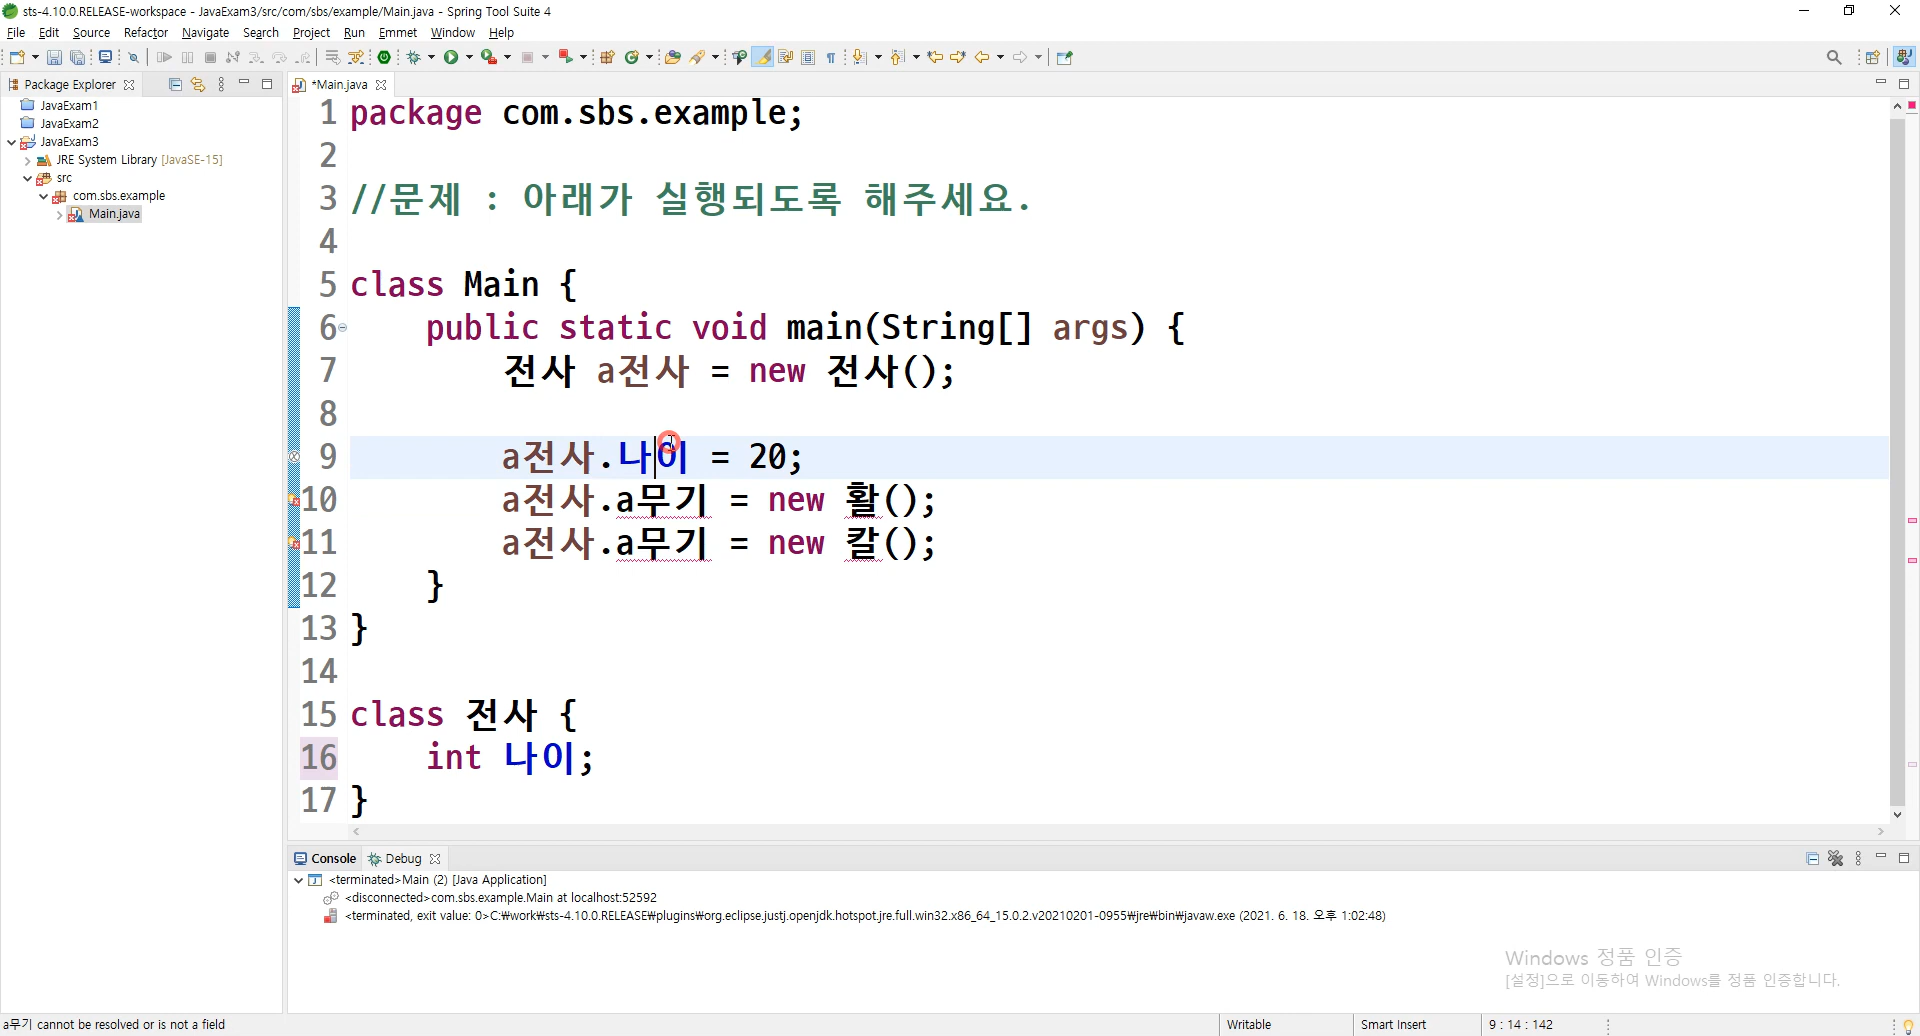 sts-4.10.0.RELEASE-workspace - JavaExam3/src/com/sbs/example/Main.java - Spring Tool Suite 4
File Edit Source Refactor Navigate Search Project Run Emmet Window Help
Package Explorer
*Main.java
JavaExam1
JavaExam2
JavaExam3
JRE System Library [JavaSE-15]
src
com.sbs.example
Main.java
1 package com.sbs.example;
2
3 //문제 : 아래가 실행되도록 해주세요.
4
5 class Main {
6 public static void main(String[] args) {
7 전사 a전사 = new 전사();
8
9 a전사.나이 = 20;
10 a전사.a무기 = new 활();
11 a전사.a무기 = new 칼();
12 }
13 }
14
15 class 전사 {
16 int 나이;
17 }
Console Debug
<terminated>Main (2) [Java Application]
<disconnected>com.sbs.example.Main at localhost:52592
<terminated, exit value: 0>C:₩work₩sts-4.10.0.RELEASE₩plugins₩org.eclipse.justj.openjdk.hotspot.jre.full.win32.x86_64_15.0.2.v20210201-0955₩jre₩bin₩javaw.exe (2021. 6. 18. 오후 1:02:48)
Windows 정품 인증
[설정]으로 이동하여 Windows를 정품 인증합니다.
a무기 cannot be resolved or is not a field
Writable
Smart Insert
9 : 14 : 142